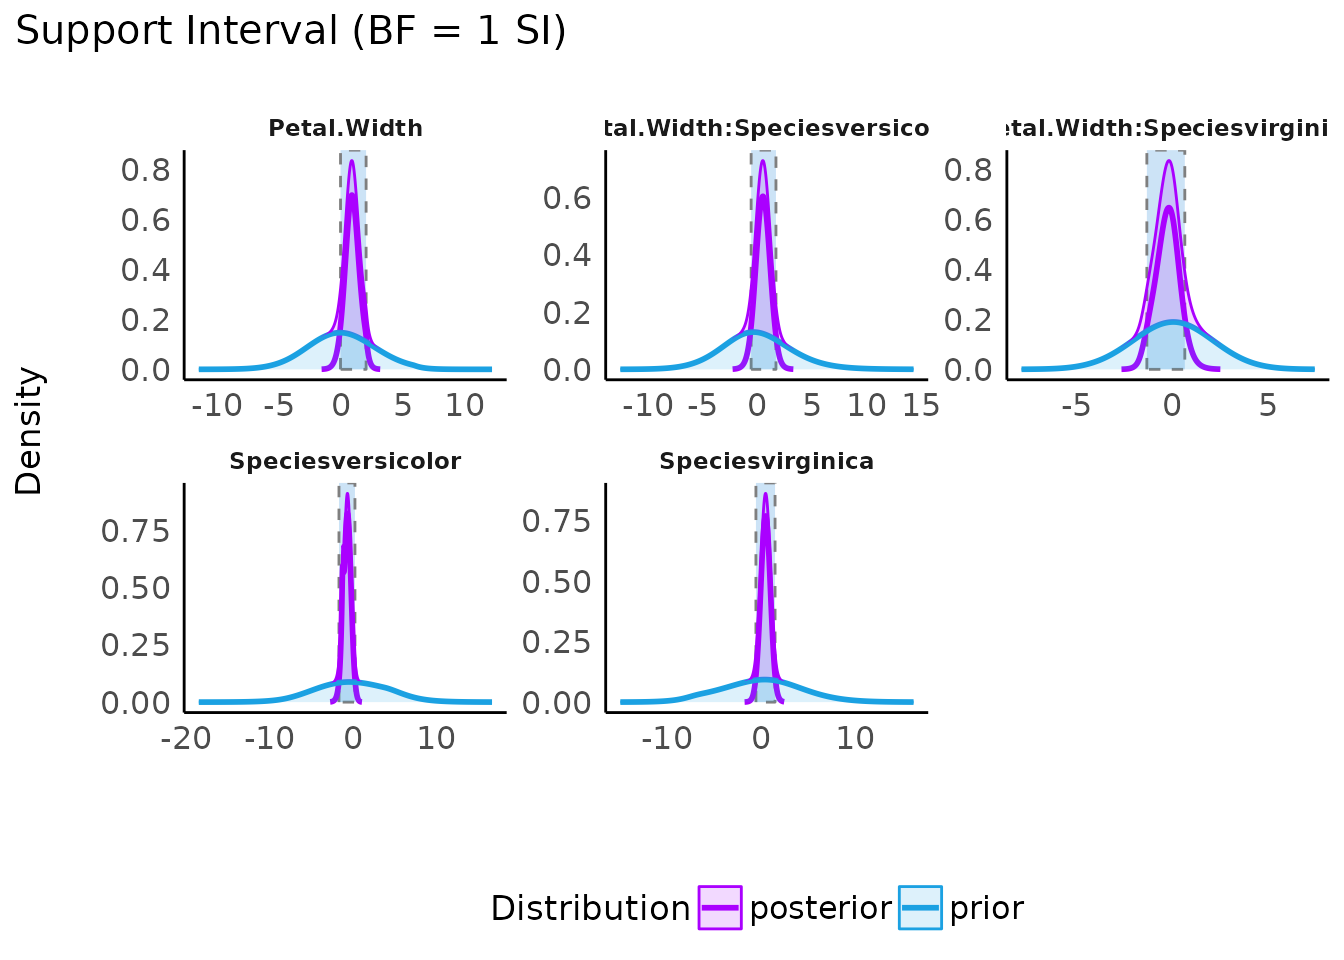 Support Interval (BF = 1 SI)
Petal.Width
tal.Width:Speciesversico
etal.Width:Speciesvirgini
0.8
0.6
0.4
0.2
0.0
-10 -5 0 5 10
0.6
0.4
0.2
0.0
-10 -5 0 5 10 15
0.8
0.6
0.4
0.2
0.0
-5 0 5
Density
Speciesversicolor
Speciesvirginica
0.75
0.50
0.25
0.00
-20 -10 0 10
0.75
0.50
0.25
0.00
-10 0 10
Distribution posterior prior